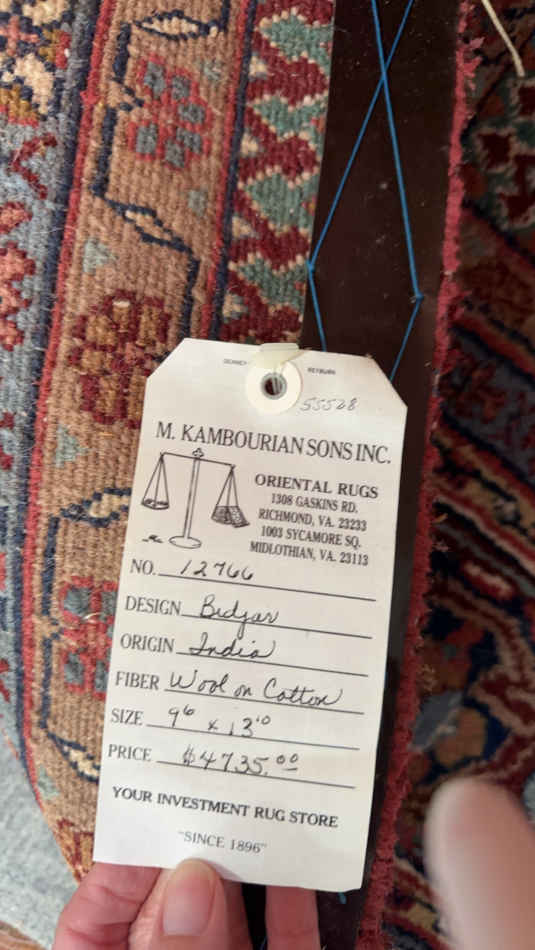 55528
M. KAMBOURIAN SONS INC.
ORIENTAL RUGS
1308 GASKINS RD.
RICHMOND, VA. 23233
1003 SYCAMORE SQ.
MIDLOTHIAN, VA. 23113
NO. 12766
DESIGN Bidjar
ORIGIN India
FIBER Wool on Cotton
SIZE 9⁶ x 13⁰
PRICE $4735.⁰⁰
YOUR INVESTMENT RUG STORE
"SINCE 1896"